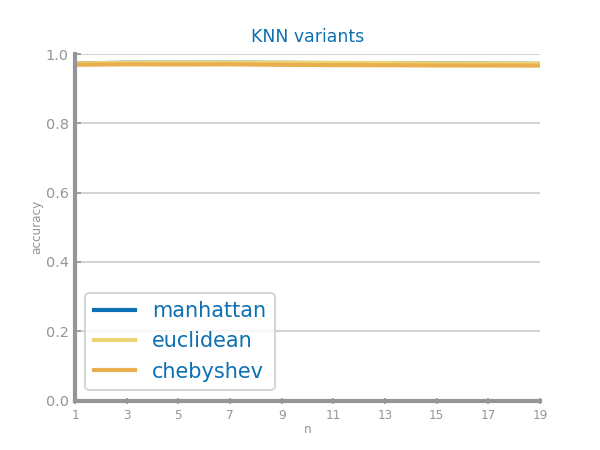 KNN variants
1.0
0.8
0.6
0.4
0.2
0.0
accuracy
manhattan
euclidean
chebyshev
1 3 5 7 9 11 13 15 17 19
n